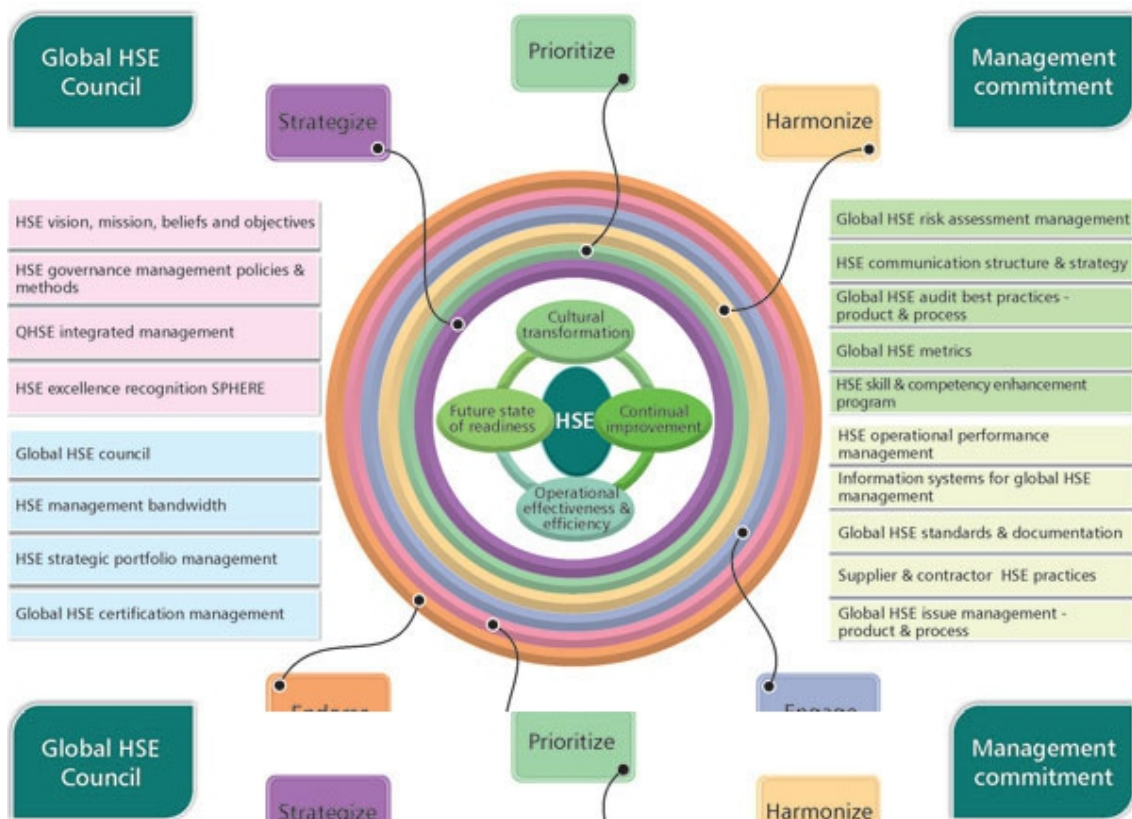 Global HSE
Council
Prioritize
Management
commitment
Strategize
Harmonize
HSE vision, mission, beliefs and objectives
HSE governance management policies &
methods
QHSE integrated management
HSE excellence recognition SPHERE
Global HSE council
HSE management bandwidth
HSE strategic portfolio management
Global HSE certification management
Cultural
transformation
Future state
of readiness
HSE
Continual
improvement
Operational
effectiveness &
efficiency
Global HSE risk assessment management
HSE communication structure & strategy
Global HSE audit best practices -
product & process
Global HSE metrics
HSE skill & competency enhancement
program
HSE operational performance
management
Information systems for global HSE
management
Global HSE standards & documentation
Supplier & contractor HSE practices
Global HSE issue management -
product & process
Endorse
Engage
Global HSE
Council
Prioritize
Management
commitment
Strategize
Harmonize